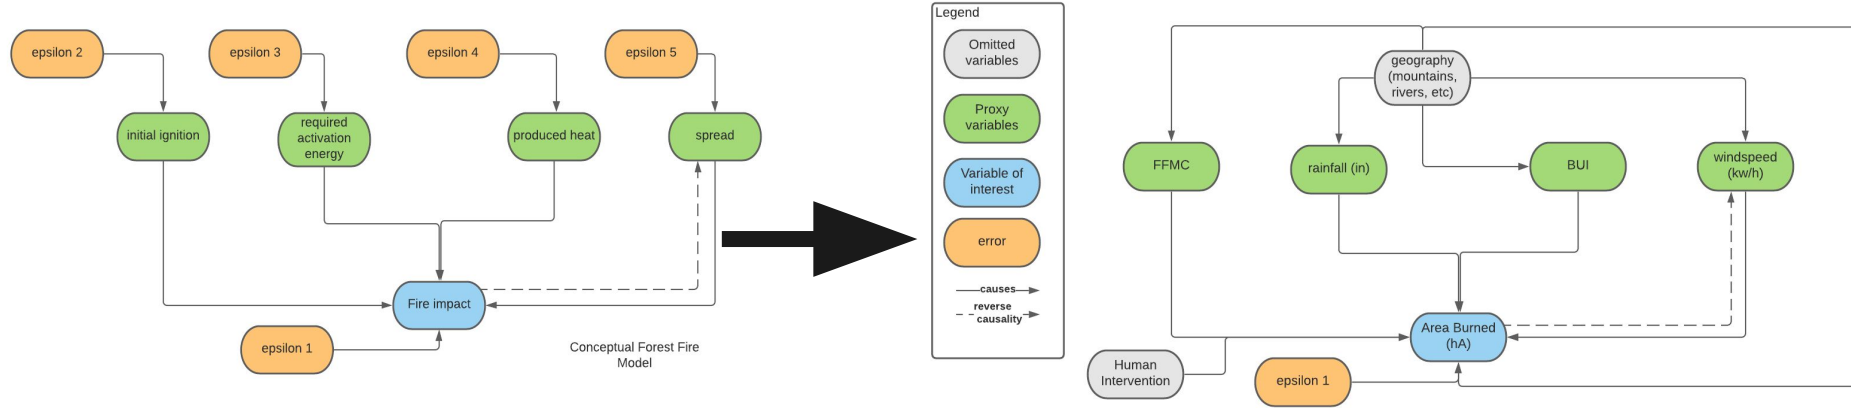 epsilon 2
epsilon 3
epsilon 4
epsilon 5
initial ignition
required
activation
energy
produced heat
spread
Fire impact
epsilon 1
Conceptual Forest Fire
Model
Legend
Omitted
variables
Proxy
variables
Variable of
interest
error
causes
reverse
causality
geography
(mountains,
rivers, etc)
FFMC
rainfall (in)
BUI
windspeed
(kw/h)
Area Burned
(hA)
Human
Intervention
epsilon 1